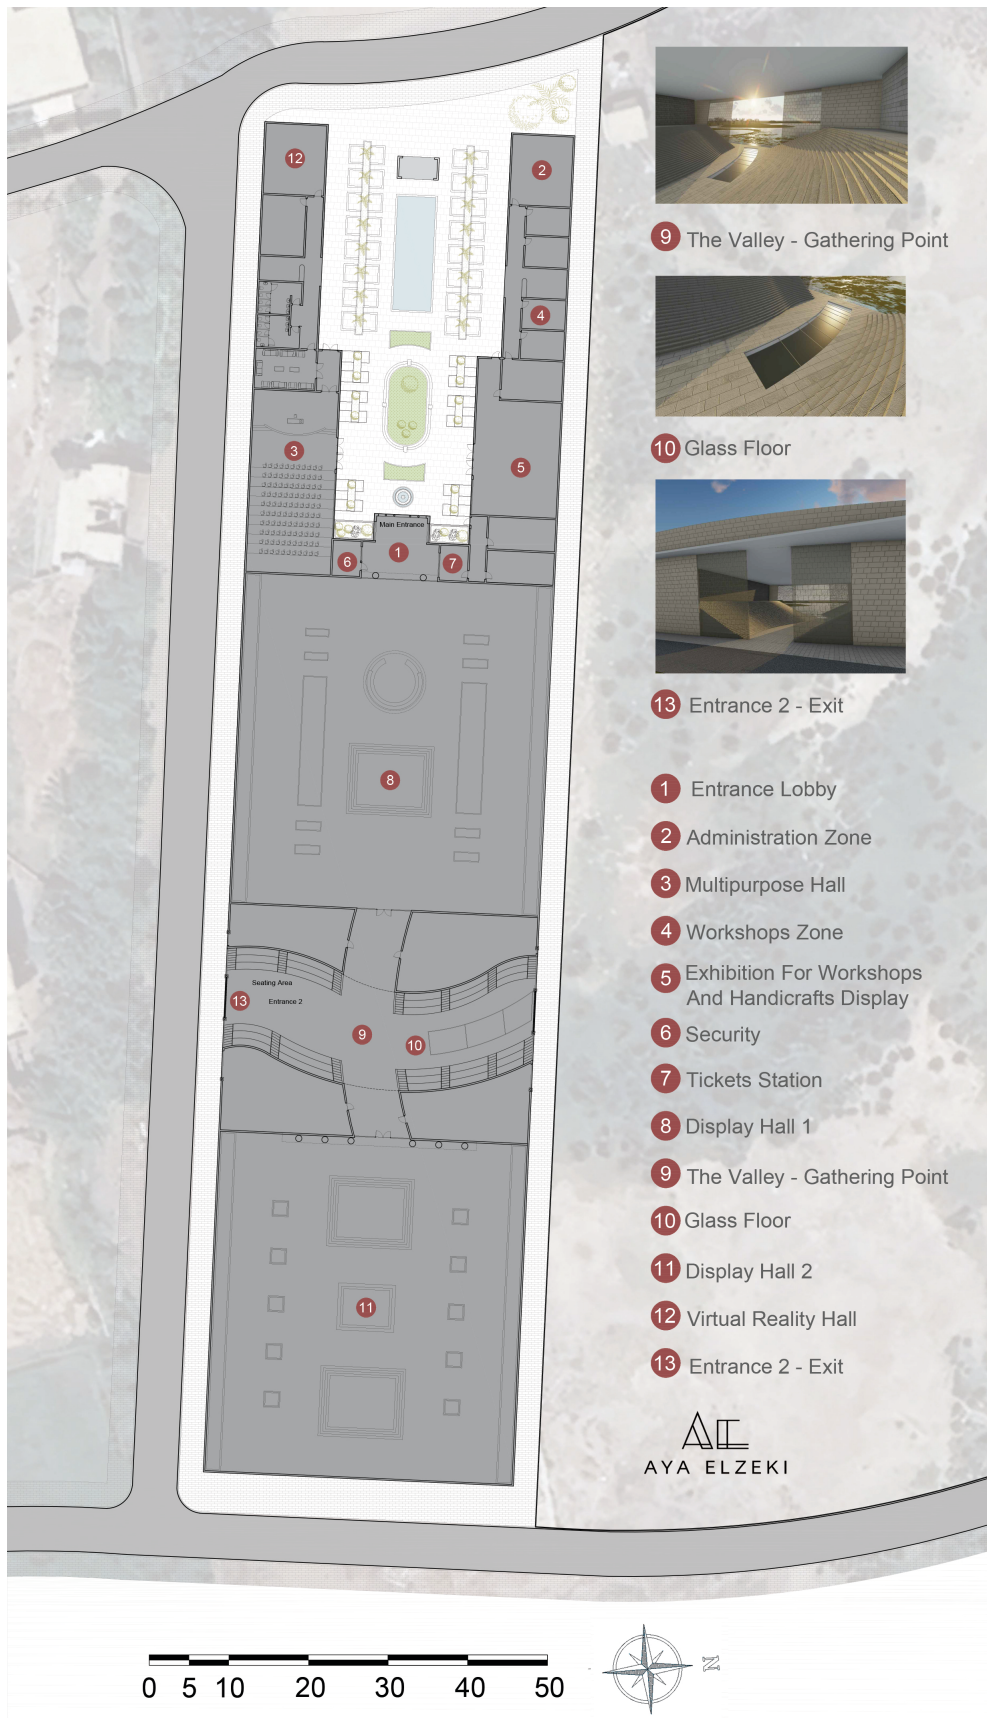 12
2
4
3
5
Main Entrance
1
6
7
8
Seating Area
13
Entrance 2
9
10
11
9 The Valley - Gathering Point
10 Glass Floor
13 Entrance 2 - Exit
1 Entrance Lobby
2 Administration Zone
3 Multipurpose Hall
4 Workshops Zone
5 Exhibition For Workshops
And Handicrafts Display
6 Security
7 Tickets Station
8 Display Hall 1
9 The Valley - Gathering Point
10 Glass Floor
11 Display Hall 2
12 Virtual Reality Hall
13 Entrance 2 - Exit
AYA ELZEKI
0 5 10 20 30 40 50
N